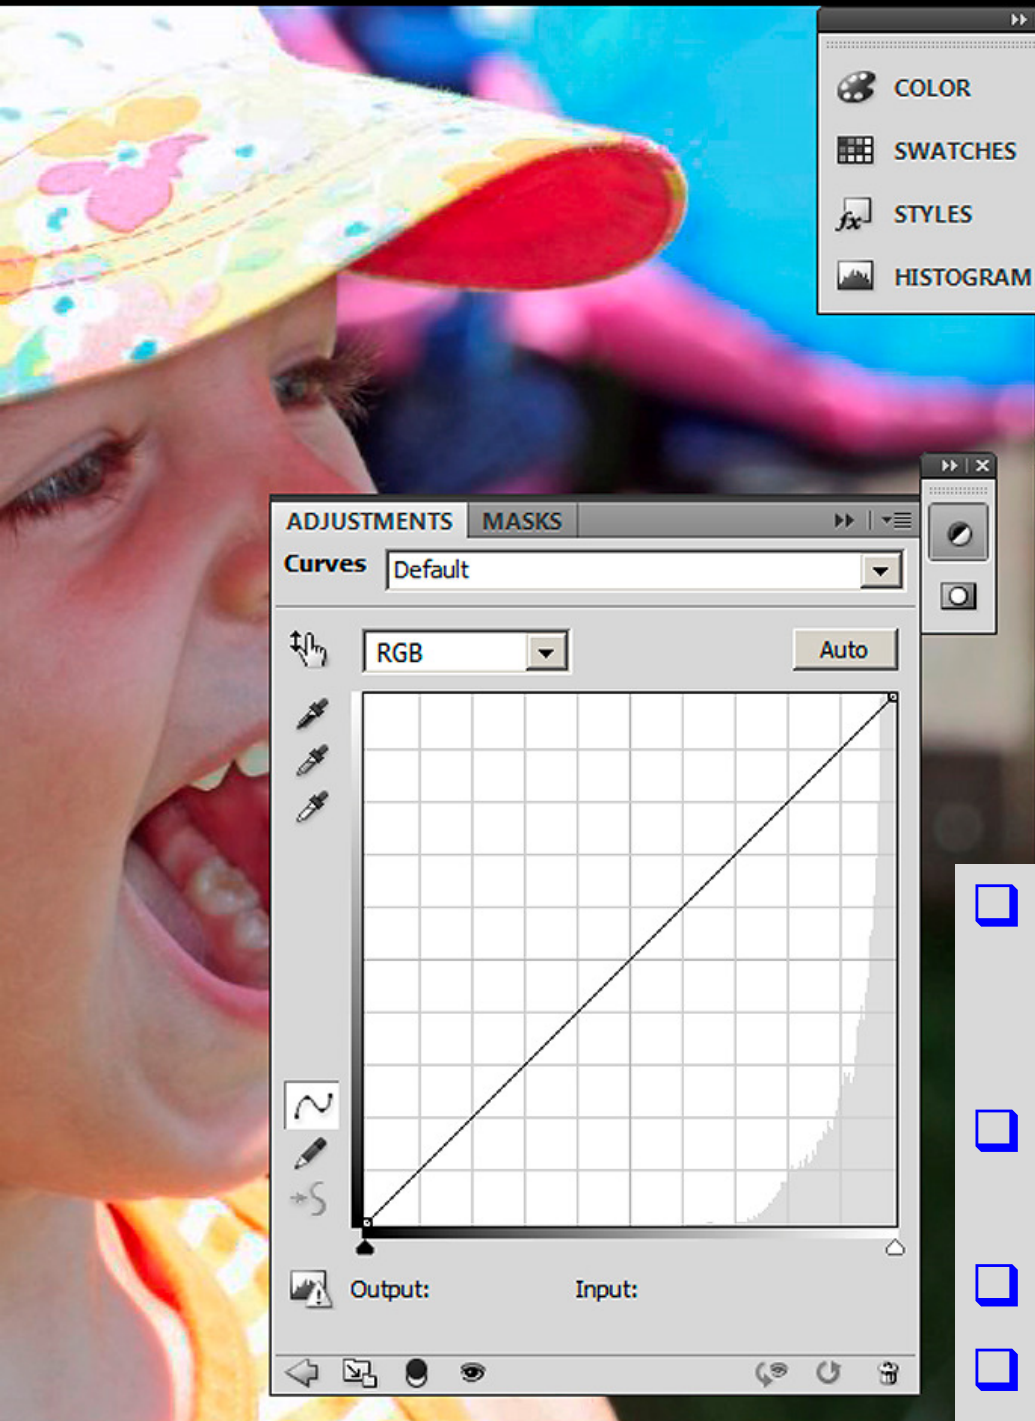 COLOR
SWATCHES
STYLES
HISTOGRAM
ADJUSTMENTS MASKS
Curves Default
RGB Auto
Output: Input: